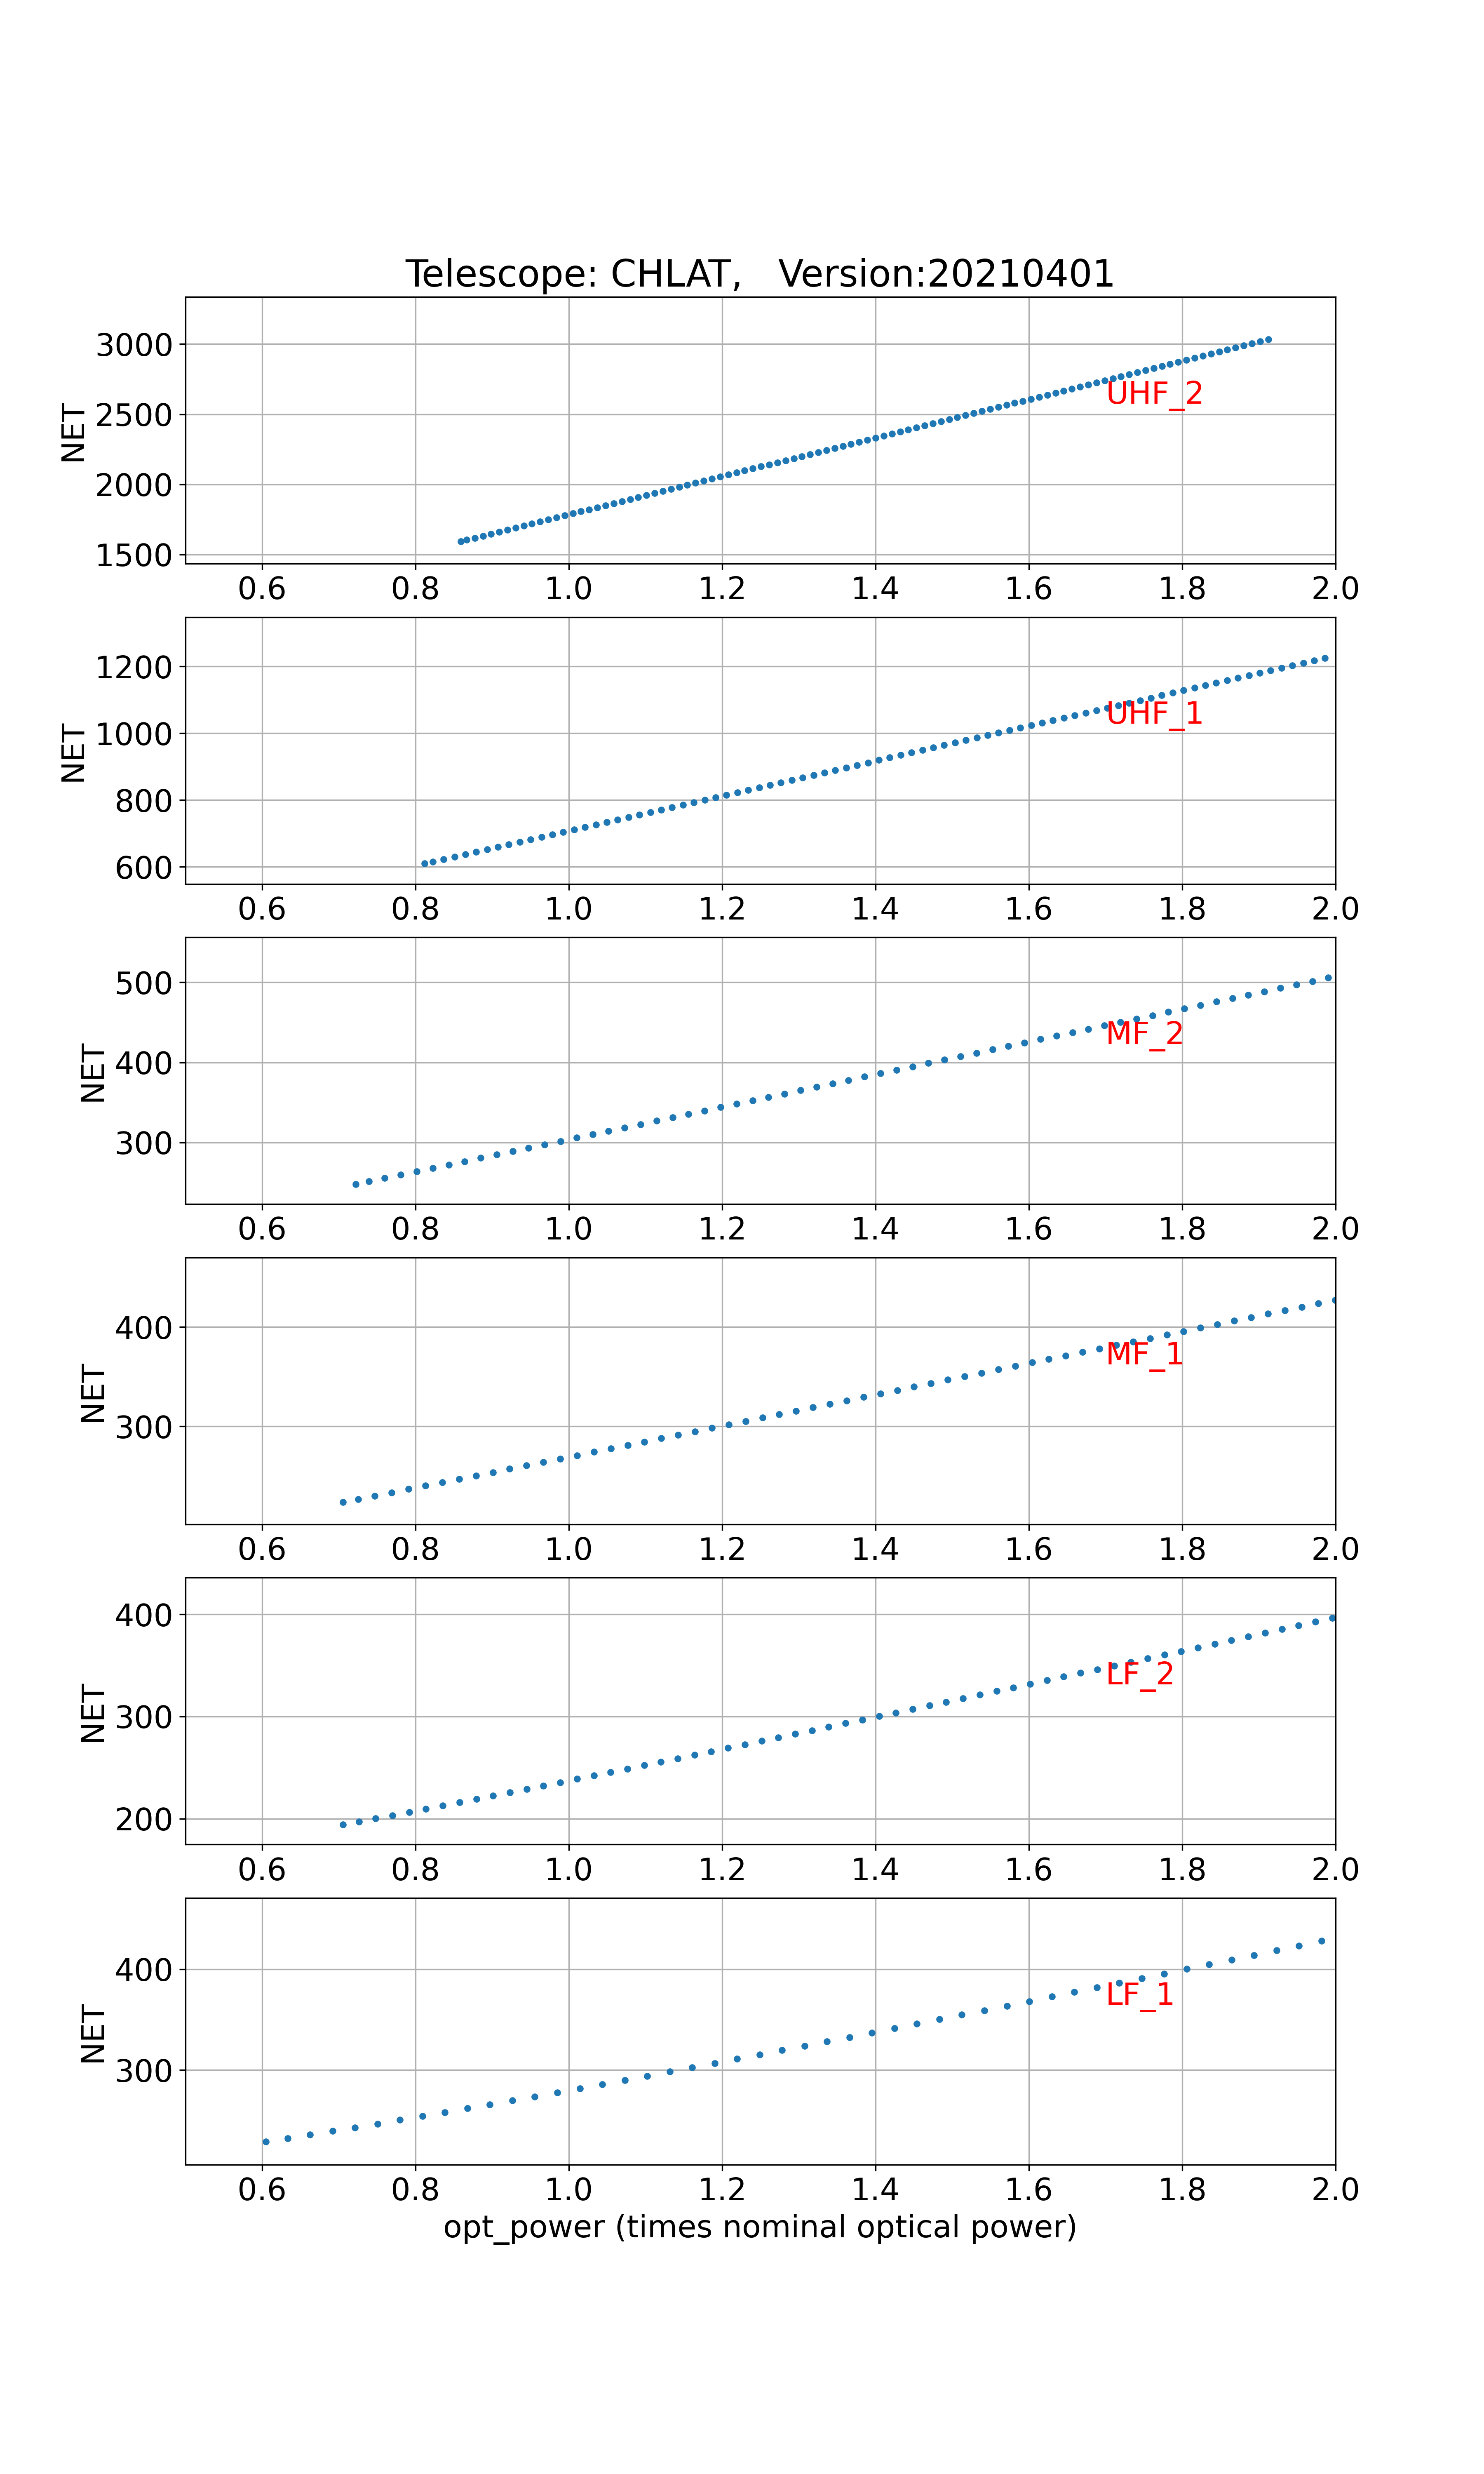 Telescope: CHLAT,   Version:20210401
NET
3000
2500
2000
1500
UHF_2
0.6 0.8 1.0 1.2 1.4 1.6 1.8 2.0
NET
1200
1000
800
600
UHF_1
0.6 0.8 1.0 1.2 1.4 1.6 1.8 2.0
NET
500
400
300
MF_2
0.6 0.8 1.0 1.2 1.4 1.6 1.8 2.0
NET
400
300
MF_1
0.6 0.8 1.0 1.2 1.4 1.6 1.8 2.0
NET
400
300
200
LF_2
0.6 0.8 1.0 1.2 1.4 1.6 1.8 2.0
NET
400
300
LF_1
0.6 0.8 1.0 1.2 1.4 1.6 1.8 2.0
opt_power (times nominal optical power)